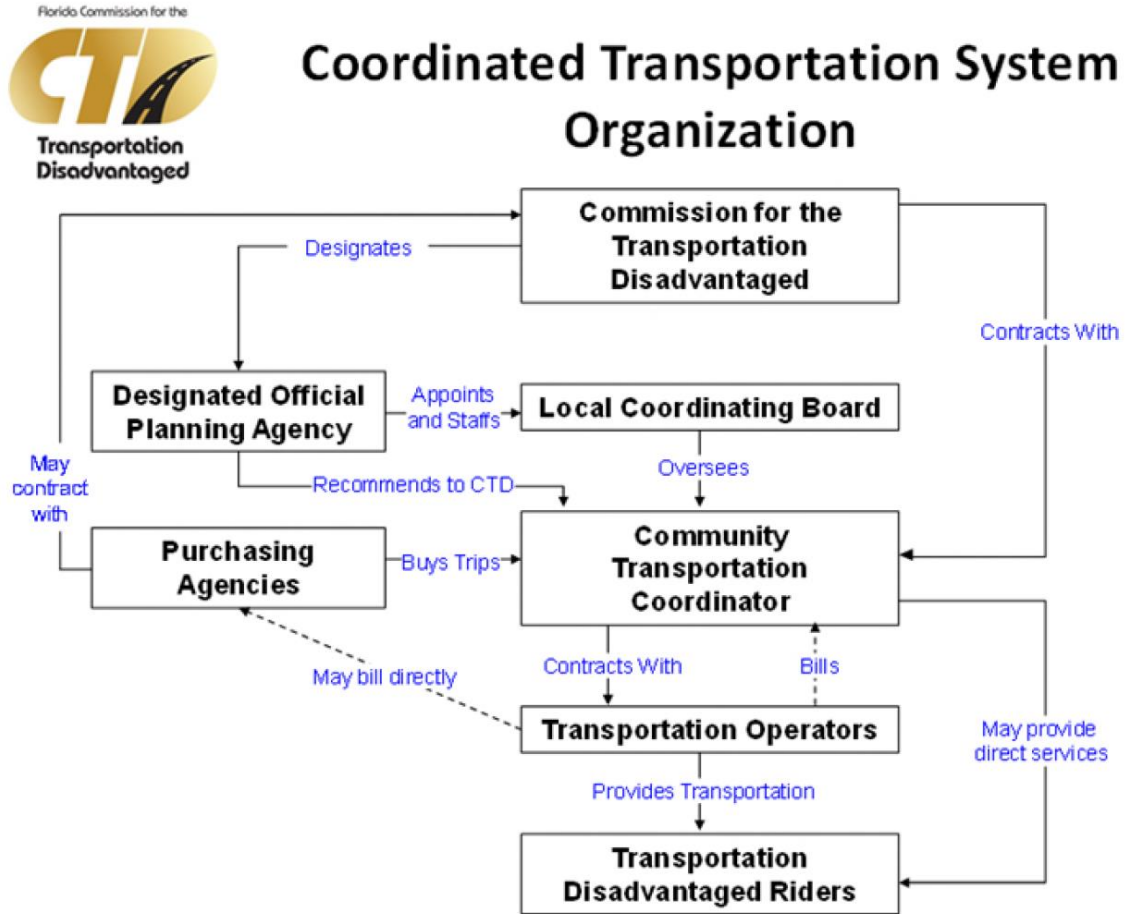 Florida Commission for the
CTD
Transportation
Disadvantaged
Coordinated Transportation System
Organization
Commission for the
Transportation
Disadvantaged
Designates
Contracts With
Designated Official
Planning Agency
Appoints
and Staffs
Local Coordinating Board
May
contract
with
Recommends to CTD
Oversees
Purchasing
Agencies
Buys Trips
Community
Transportation
Coordinator
May bill directly
Contracts With
Bills
Transportation Operators
May provide
direct services
Provides Transportation
Transportation
Disadvantaged Riders